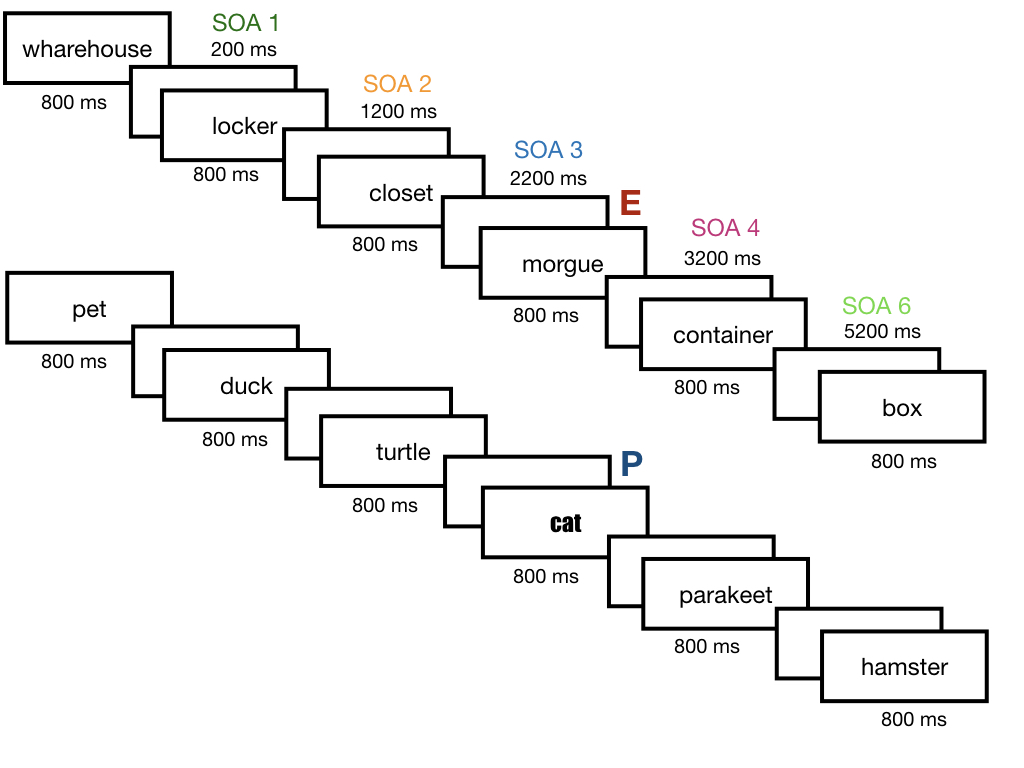 wharehouse
800 ms
SOA 1
200 ms
locker
800 ms
SOA 2
1200 ms
closet
800 ms
SOA 3
2200 ms
E
morgue
800 ms
SOA 4
3200 ms
container
800 ms
SOA 6
5200 ms
box
800 ms
pet
800 ms
duck
800 ms
turtle
800 ms
P
cat
800 ms
parakeet
800 ms
hamster
800 ms